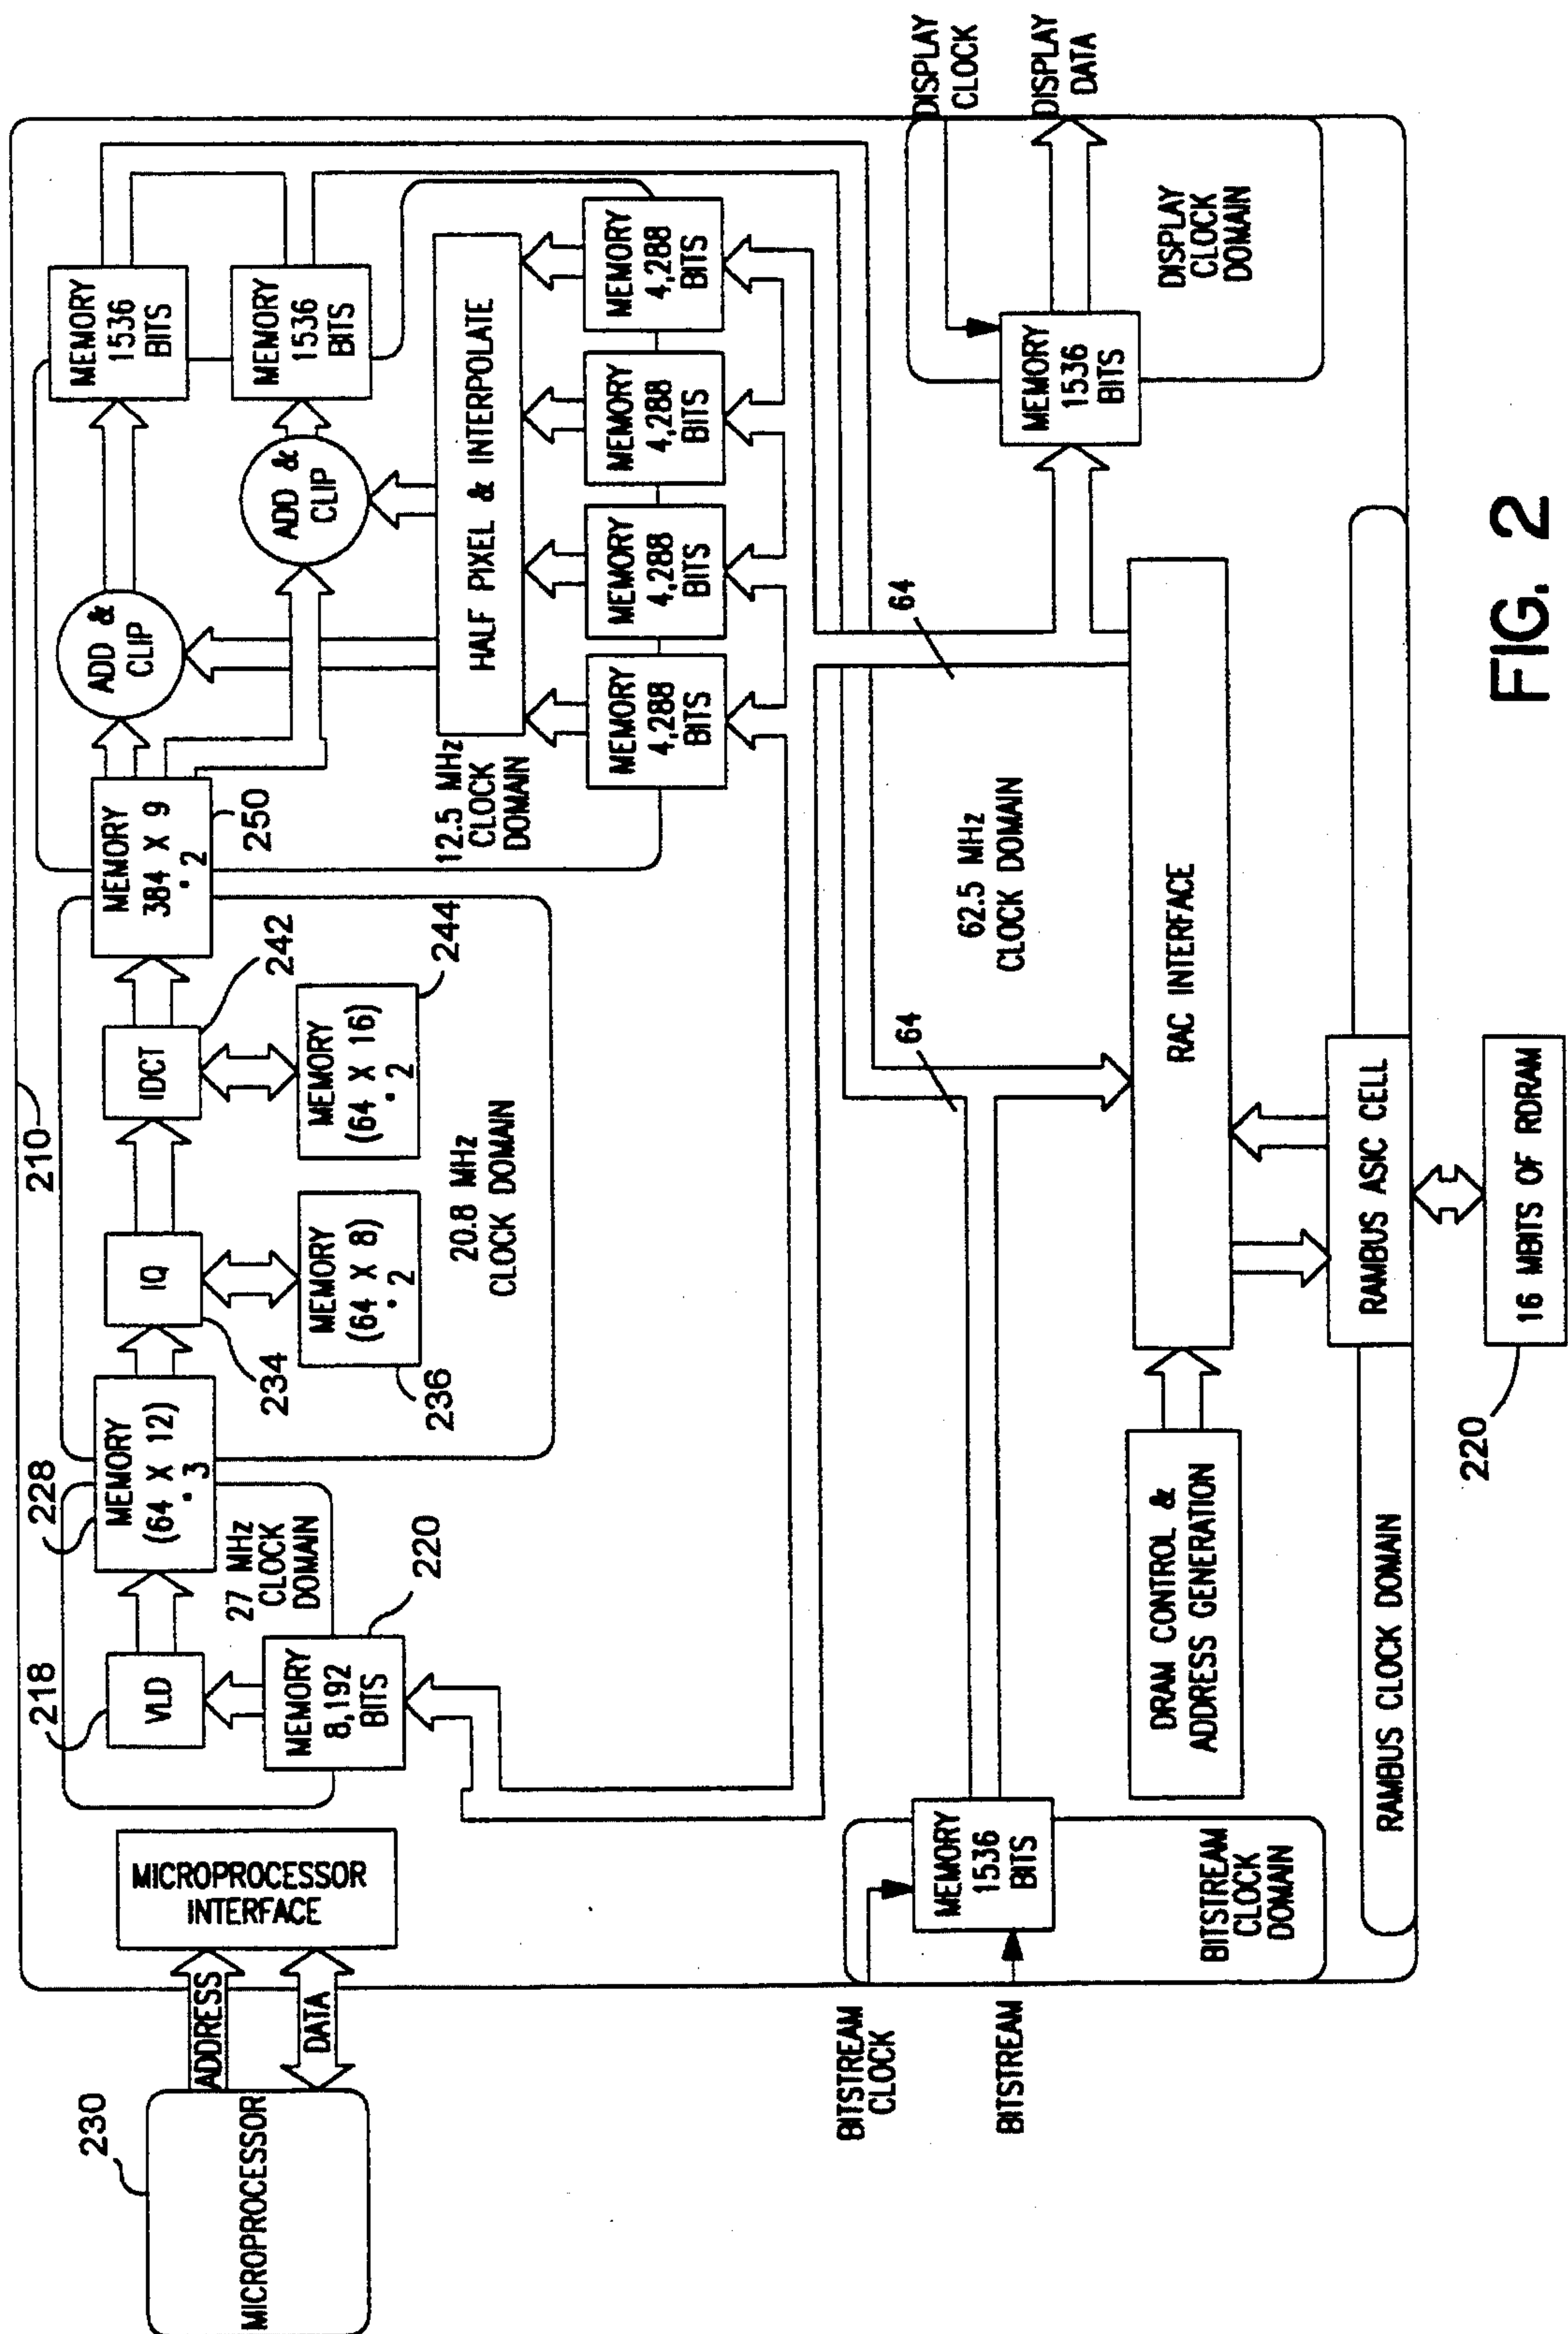 230
MICROPROCESSOR
ADDRESS
DATA
MICROPROCESSOR
INTERFACE
210
218
VLD
MEMORY
8,192
BITS
220
27 MHz
CLOCK
DOMAIN
228
MEMORY
(64 X 12)
· 3
IQ
234
MEMORY
(64 X 8)
· 2
236
IDCT
242
MEMORY
(64 X 16)
· 2
244
20.8 MHz
CLOCK DOMAIN
MEMORY
384 X 9
· 2
250
ADD &
CLIP
ADD &
CLIP
MEMORY
1536
BITS
MEMORY
1536
BITS
HALF PIXEL & INTERPOLATE
12.5 MHz
CLOCK
DOMAIN
MEMORY
4,288
BITS
MEMORY
4,288
BITS
MEMORY
4,288
BITS
MEMORY
4,288
BITS
BITSTREAM
CLOCK
BITSTREAM
MEMORY
1536
BITS
BITSTREAM
CLOCK
DOMAIN
64
64
62.5 MHz
CLOCK DOMAIN
MEMORY
1536
BITS
DISPLAY
CLOCK
DISPLAY
DATA
DISPLAY
CLOCK
DOMAIN
DRAM CONTROL &
ADDRESS GENERATION
RAC INTERFACE
RAMBUS CLOCK DOMAIN
RAMBUS ASIC CELL
220
16 MBITS OF RDRAM
FIG. 2